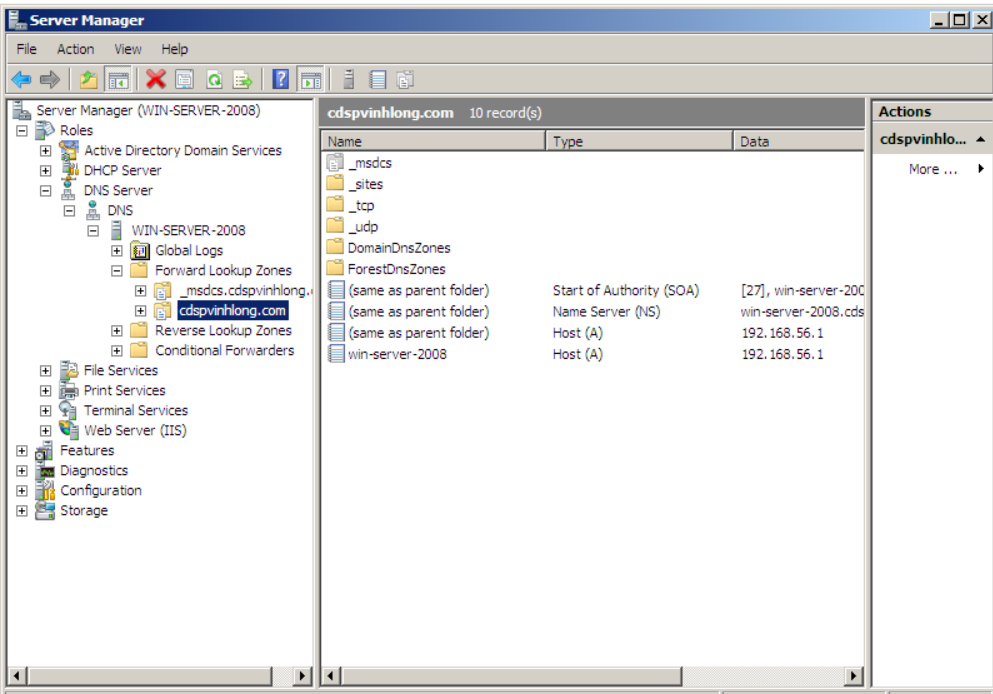 Server Manager
File Action View Help
Server Manager (WIN-SERVER-2008)
Roles
Active Directory Domain Services
DHCP Server
DNS Server
DNS
WIN-SERVER-2008
Global Logs
Forward Lookup Zones
_msdcs.cdspvinhlong.
cdspvinhlong.com
Reverse Lookup Zones
Conditional Forwarders
File Services
Print Services
Terminal Services
Web Server (IIS)
Features
Diagnostics
Configuration
Storage
cdspvinhlong.com 10 record(s)
Name Type Data
_msdcs
_sites
_tcp
_udp
DomainDnsZones
ForestDnsZones
(same as parent folder) Start of Authority (SOA) [27], win-server-200
(same as parent folder) Name Server (NS) win-server-2008.cds
(same as parent folder) Host (A) 192.168.56.1
win-server-2008 Host (A) 192.168.56.1
Actions
cdspvinhlo...
More ...